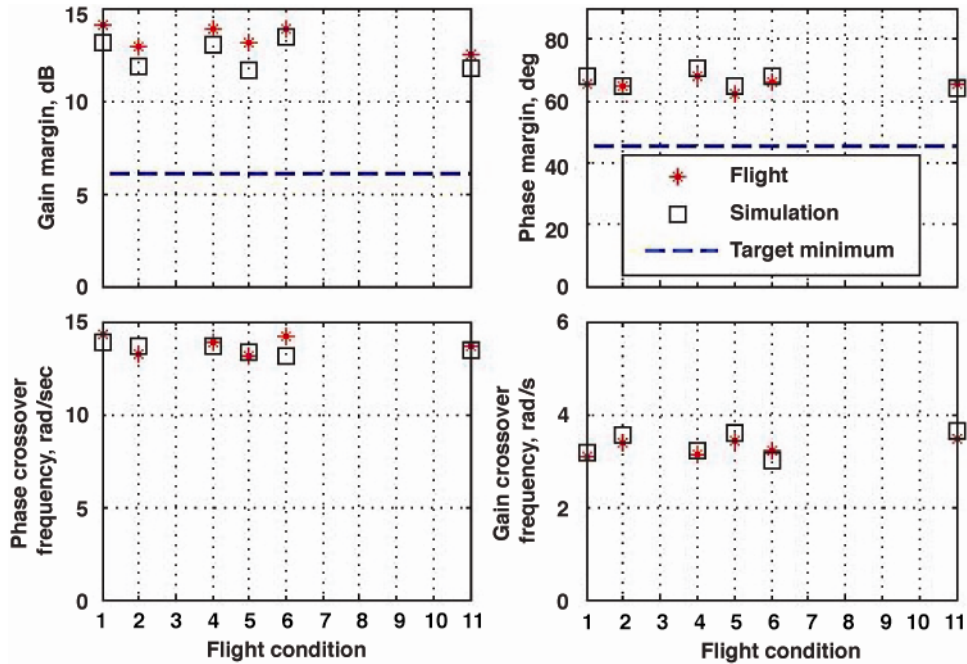 15
10
5
0
Gain margin, dB
80
60
40
20
0
Phase margin, deg
Flight
Simulation
Target minimum
15
10
5
0
Phase crossover
frequency, rad/sec
1 2 3 4 5 6 7 8 9 10 11
Flight condition
6
4
2
0
Gain crossover
frequency, rad/s
1 2 3 4 5 6 7 8 9 10 11
Flight condition